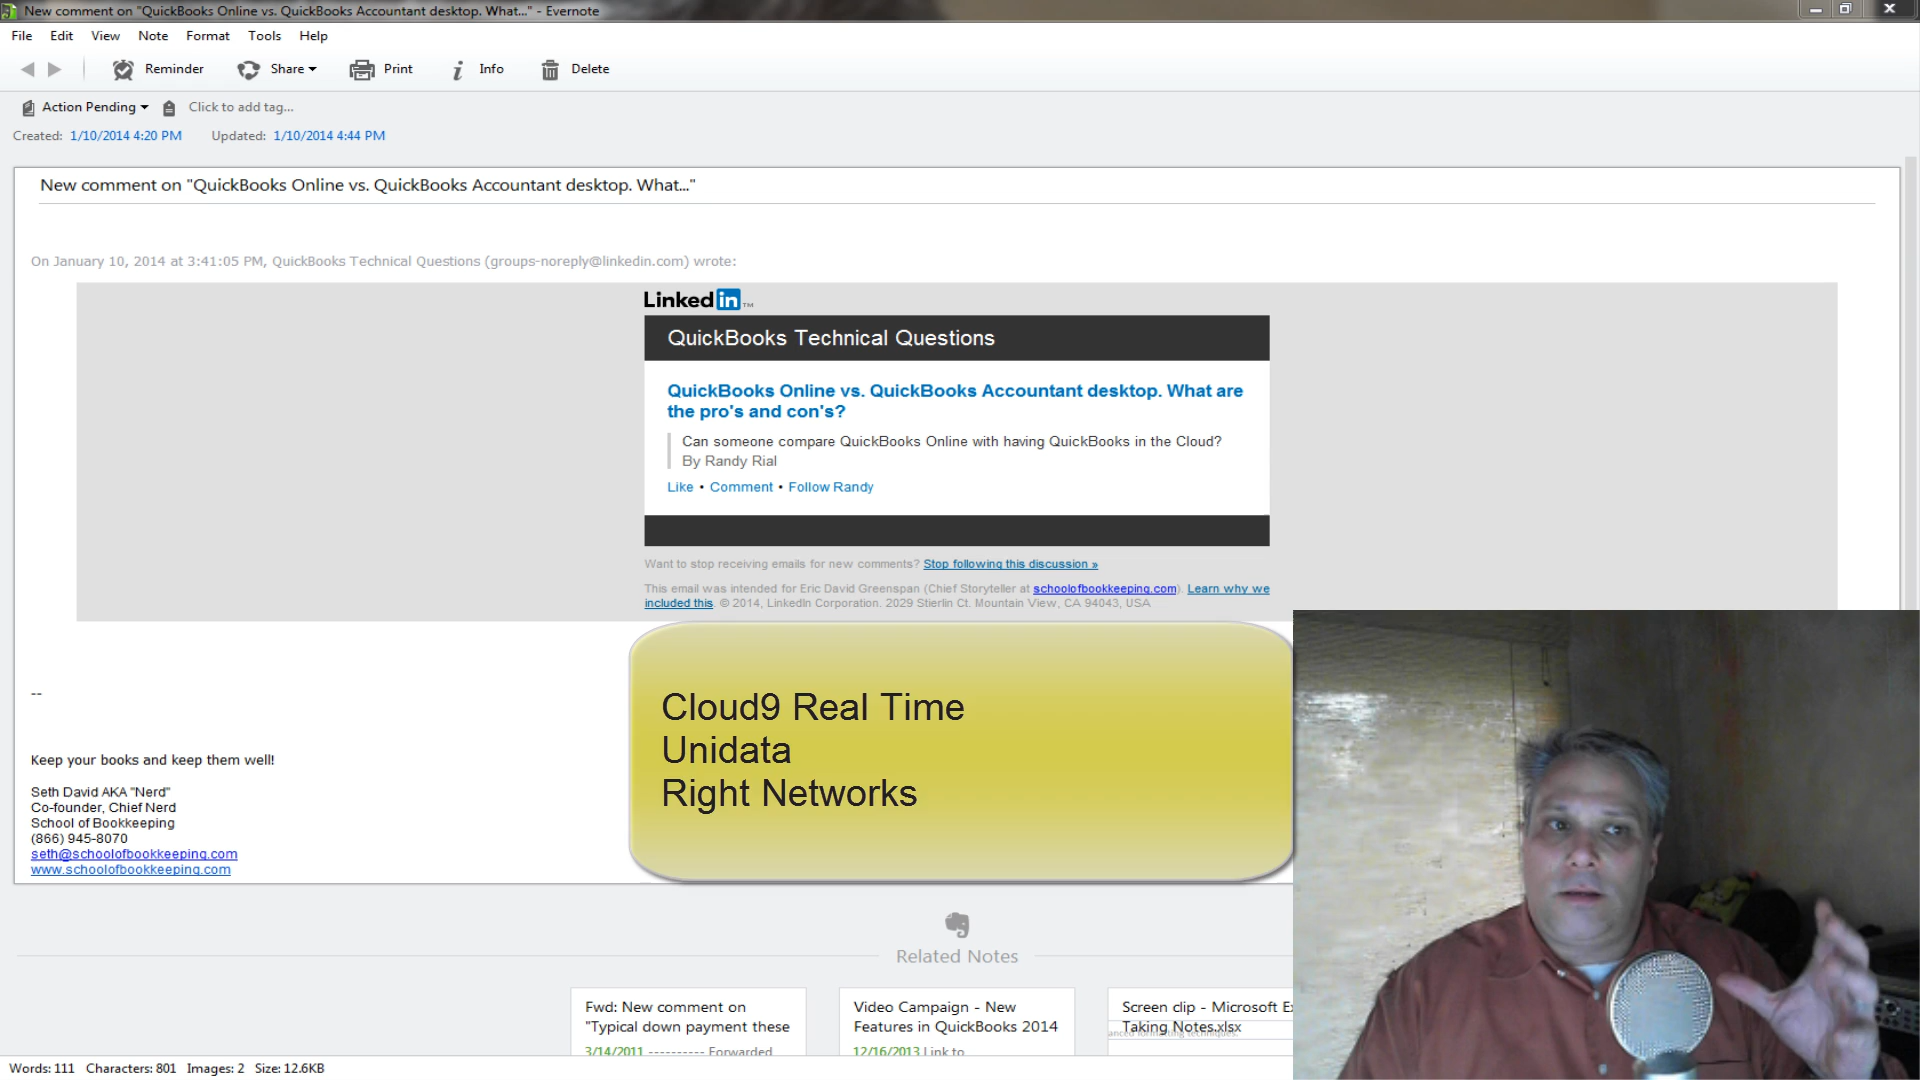 New comment on "QuickBooks Online vs. QuickBooks Accountant desktop. What..." - Evernote
File Edit View Note Format Tools Help
Reminder Share Print Info Delete
Action Pending Click to add tag...
Created: 1/10/2014 4:20 PM Updated: 1/10/2014 4:44 PM
New comment on "QuickBooks Online vs. QuickBooks Accountant desktop. What..."
On January 10, 2014 at 3:41:05 PM, QuickBooks Technical Questions (groups-noreply@linkedin.com) wrote:
Linked in TM
QuickBooks Technical Questions
QuickBooks Online vs. QuickBooks Accountant desktop. What are
the pro's and con's?
Can someone compare QuickBooks Online with having QuickBooks in the Cloud?
By Randy Rial
Like • Comment • Follow Randy
Want to stop receiving emails for new comments? Stop following this discussion »
This email was intended for Eric David Greenspan (Chief Storyteller at schoolofbookkeeping.com). Learn why we
included this. © 2014, LinkedIn Corporation. 2029 Stierlin Ct. Mountain View, CA 94043, USA
Cloud9 Real Time
Unidata
Right Networks
--
Keep your books and keep them well!
Seth David AKA "Nerd"
Co-founder, Chief Nerd
School of Bookkeeping
(866) 945-8070
seth@schoolofbookkeeping.com
www.schoolofbookkeeping.com
Related Notes
Fwd: New comment on
"Typical down payment these
3/14/2011 ---------- Forwarded
Video Campaign - New
Features in QuickBooks 2014
12/16/2013 Link to
Screen clip - Microsoft Ex
Taking Notes.xlsx
anced formatting techniques.
Words: 111 Characters: 801 Images: 2 Size: 12.6KB